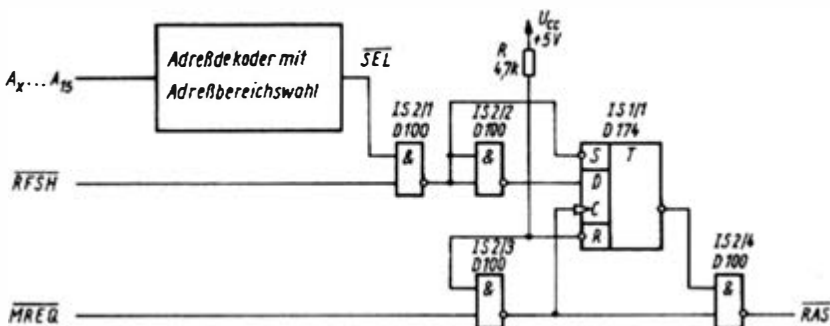 U_CC
+5V
R
4,7k
Adreßdekoder mit
Adreßbereichswahl
SEL
A_X...A_15
IS2/1
D100
&
IS2/2
D100
&
IS1/1
D174
S
T
D
C
R
RFSH
IS2/3
D100
&
IS2/4
D100
&
MREQ
RAS